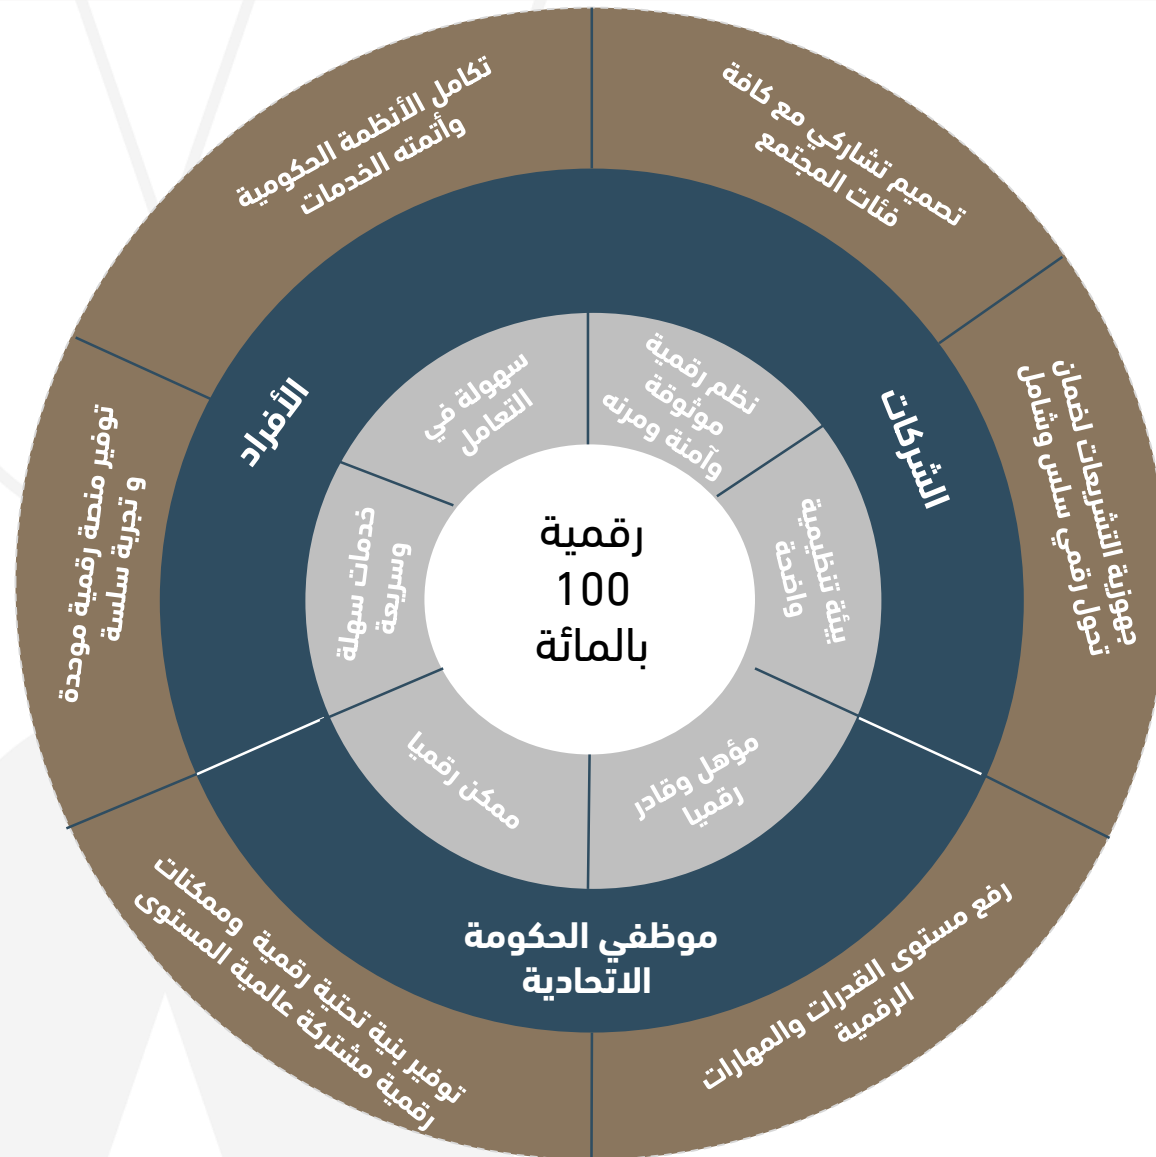 رقمية
100
بالمائة
نظم رقمية
موثوقة
وآمنة ومرنه
بيئة تنظيمية
واضحة
مؤهل وقادر
رقميا
ممكن رقميا
خدمات سهلة
وسريعة
سهولة في
التعامل
الشركات
موظفي الحكومة
الاتحادية
الأفراد
تصميم تشاركي مع كافة
فئات المجتمع
جهوزية التشريعات لضمان
تحول رقمي سلس وشامل
رفع مستوى القدرات والمهارات
الرقمية
توفير بنية تحتية رقمية وممكنات
رقمية مشتركة عالمية المستوى
توفير منصة رقمية موحدة
و تجربة سلسة
تكامل الأنظمة الحكومية
وأتمته الخدمات